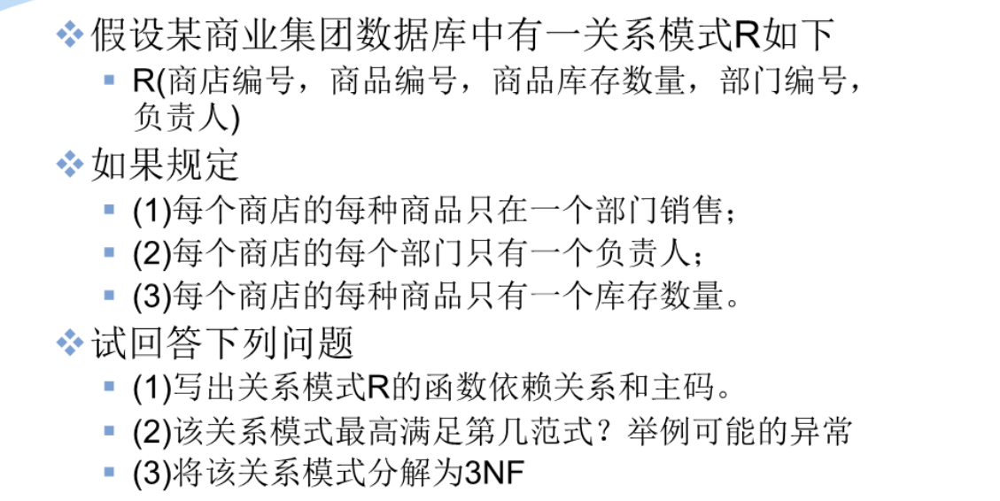 假设某商业集团数据库中有一关系模式R如下
R(商店编号，商品编号，商品库存数量，部门编号，
负责人)
如果规定
(1)每个商店的每种商品只在一个部门销售；
(2)每个商店的每个部门只有一个负责人；
(3)每个商店的每种商品只有一个库存数量。
试回答下列问题
(1)写出关系模式R的函数依赖关系和主码。
(2)该关系模式最高满足第几范式？举例可能的异常
(3)将该关系模式分解为3NF